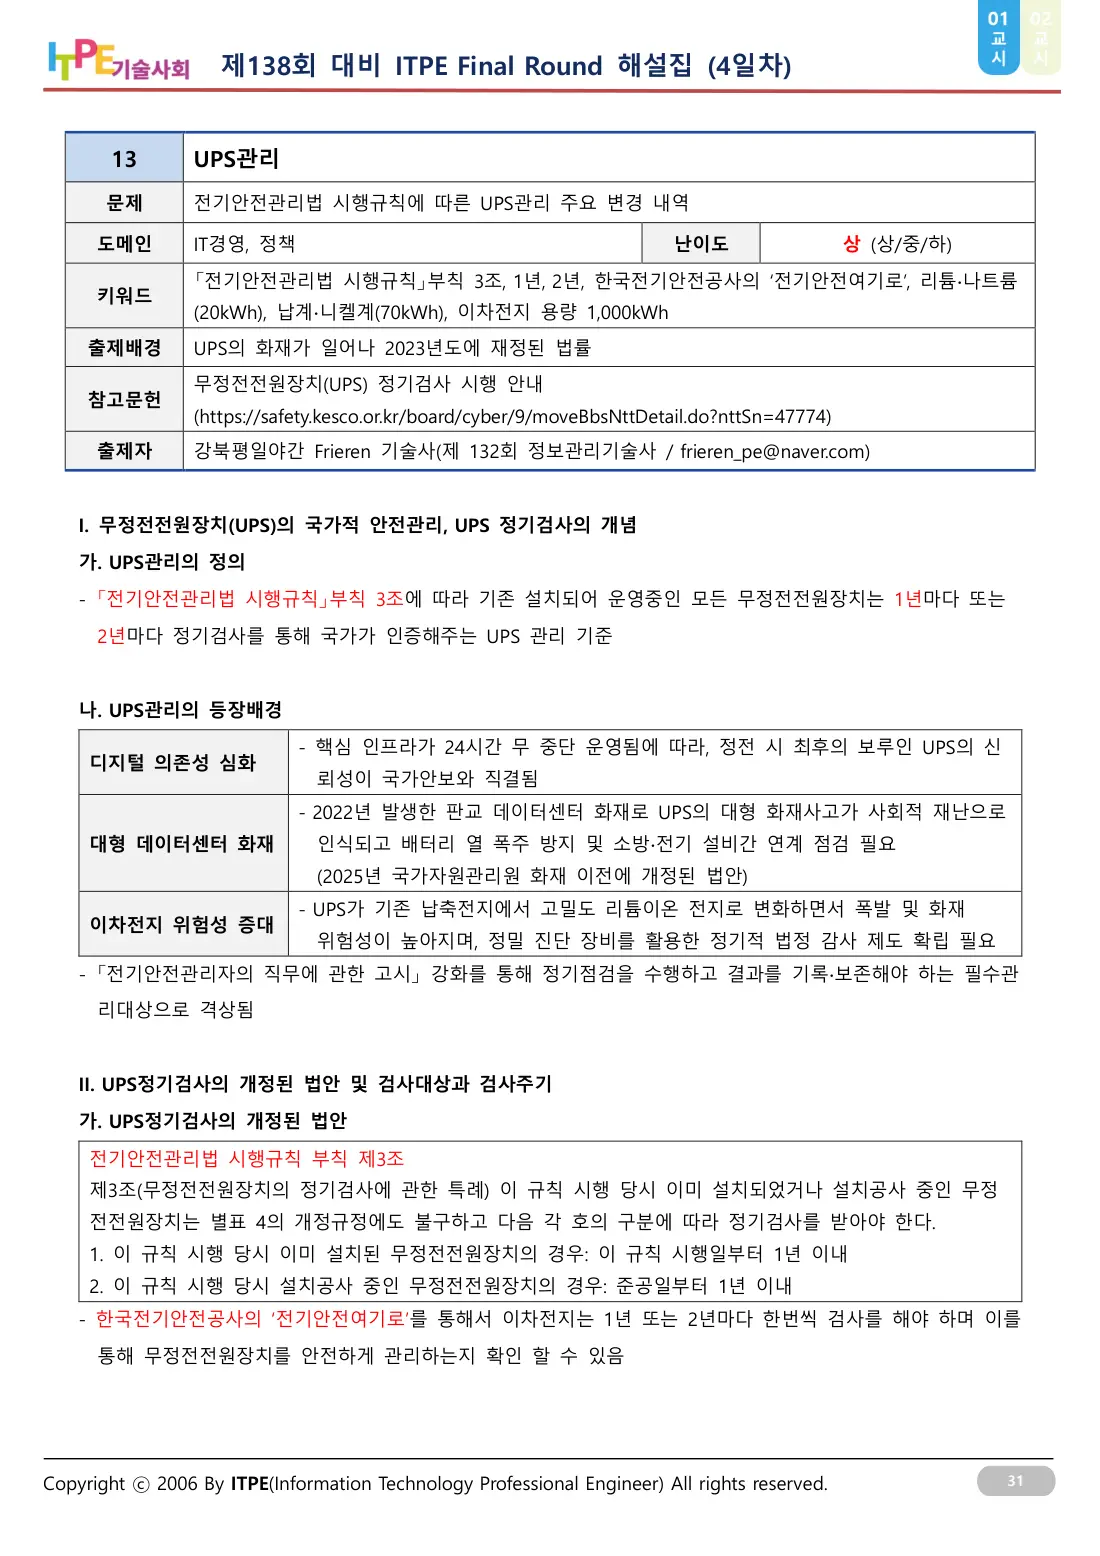 ITPE기술사회
제138회 대비 ITPE Final Round 해설집 (4일차)
01
교
시
02
교
시
13
UPS관리
문제
전기안전관리법 시행규칙에 따른 UPS관리 주요 변경 내역
도메인
IT경영, 정책
난이도
상 (상/중/하)
키워드
「전기안전관리법 시행규칙」부칙 3조, 1년, 2년, 한국전기안전공사의 ‘전기안전여기로’, 리튬·나트륨
(20kWh), 납계·니켈계(70kWh), 이차전지 용량 1,000kWh
출제배경
UPS의 화재가 일어나 2023년도에 재정된 법률
참고문헌
무정전전원장치(UPS) 정기검사 시행 안내
(https://safety.kesco.or.kr/board/cyber/9/moveBbsNttDetail.do?nttSn=47774)
출제자
강북평일야간 Frieren 기술사(제 132회 정보관리기술사 / frieren_pe@naver.com)
I. 무정전전원장치(UPS)의 국가적 안전관리, UPS 정기검사의 개념
가. UPS관리의 정의
- 「전기안전관리법 시행규칙」부칙 3조에 따라 기존 설치되어 운영중인 모든 무정전전원장치는 1년마다 또는
2년마다 정기검사를 통해 국가가 인증해주는 UPS 관리 기준
나. UPS관리의 등장배경
디지털 의존성 심화
- 핵심 인프라가 24시간 무 중단 운영됨에 따라, 정전 시 최후의 보루인 UPS의 신
뢰성이 국가안보와 직결됨
대형 데이터센터 화재
- 2022년 발생한 판교 데이터센터 화재로 UPS의 대형 화재사고가 사회적 재난으로
인식되고 배터리 열 폭주 방지 및 소방·전기 설비간 연계 점검 필요
(2025년 국가자원관리원 화재 이전에 개정된 법안)
이차전지 위험성 증대
- UPS가 기존 납축전지에서 고밀도 리튬이온 전지로 변화하면서 폭발 및 화재
위험성이 높아지며, 정밀 진단 장비를 활용한 정기적 법정 감사 제도 확립 필요
- 「전기안전관리자의 직무에 관한 고시」 강화를 통해 정기점검을 수행하고 결과를 기록·보존해야 하는 필수관
리대상으로 격상됨
II. UPS정기검사의 개정된 법안 및 검사대상과 검사주기
가. UPS정기검사의 개정된 법안
전기안전관리법 시행규칙 부칙 제3조
제3조(무정전전원장치의 정기검사에 관한 특례) 이 규칙 시행 당시 이미 설치되었거나 설치공사 중인 무정
전전원장치는 별표 4의 개정규정에도 불구하고 다음 각 호의 구분에 따라 정기검사를 받아야 한다.
1. 이 규칙 시행 당시 이미 설치된 무정전전원장치의 경우: 이 규칙 시행일부터 1년 이내
2. 이 규칙 시행 당시 설치공사 중인 무정전전원장치의 경우: 준공일부터 1년 이내
- 한국전기안전공사의 ‘전기안전여기로’를 통해서 이차전지는 1년 또는 2년마다 한번씩 검사를 해야 하며 이를
통해 무정전전원장치를 안전하게 관리하는지 확인 할 수 있음
Copyright ⓒ 2006 By ITPE(Information Technology Professional Engineer) All rights reserved.
31